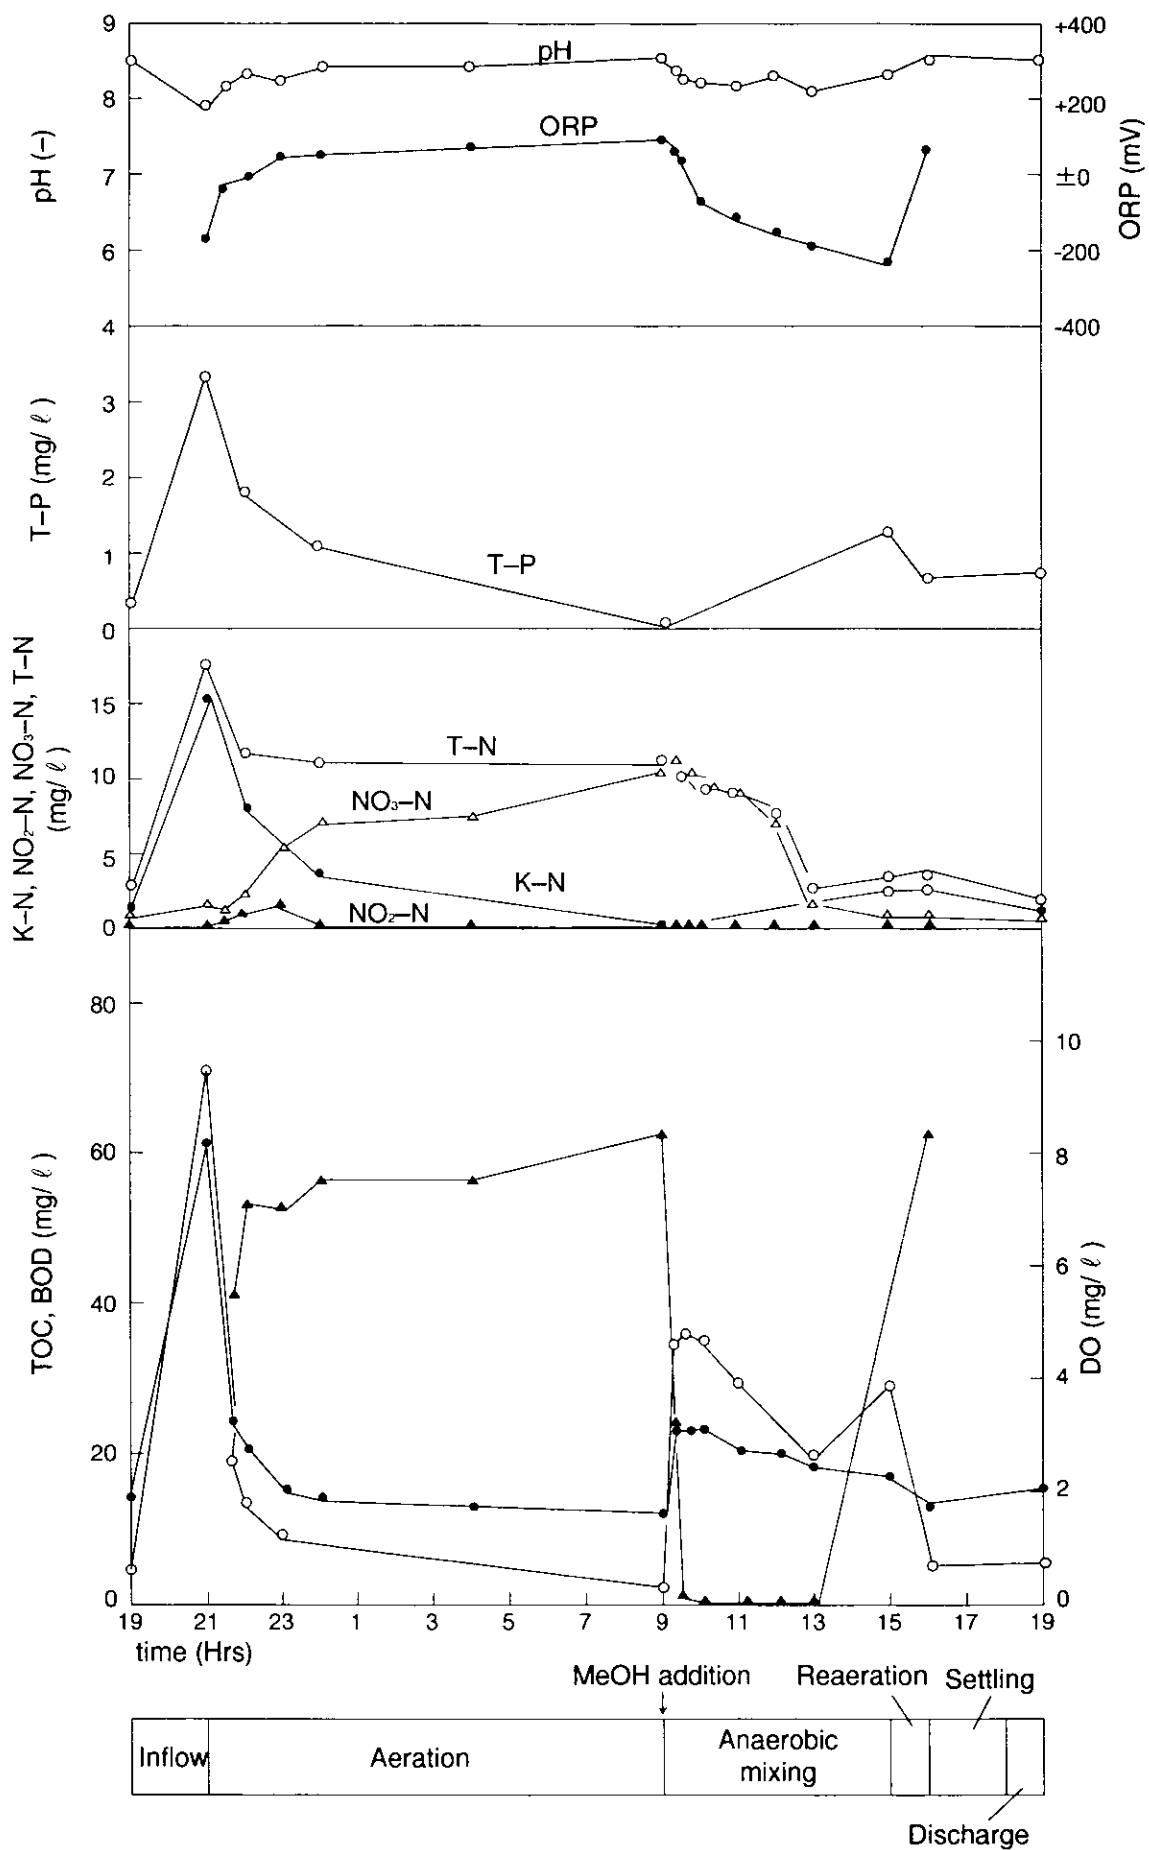 9
8
7
6
4
pH (–)
+400
+200
±0
-200
-400
ORP (mV)
pH
ORP
3
2
1
0
T–P (mg/ℓ)
T–P
15
10
5
0
K–N, NO₂–N, NO₃–N, T–N
(mg/ℓ)
T–N
NO₃–N
K–N
NO₂–N
80
60
40
20
0
TOC, BOD (mg/ℓ)
10
8
6
4
2
0
DO (mg/ℓ)
19 21 23 1 3 5 7 9 11 13 15 17 19
time (Hrs)
MeOH addition Reaeration Settling
Inflow Aeration Anaerobic
mixing
Discharge